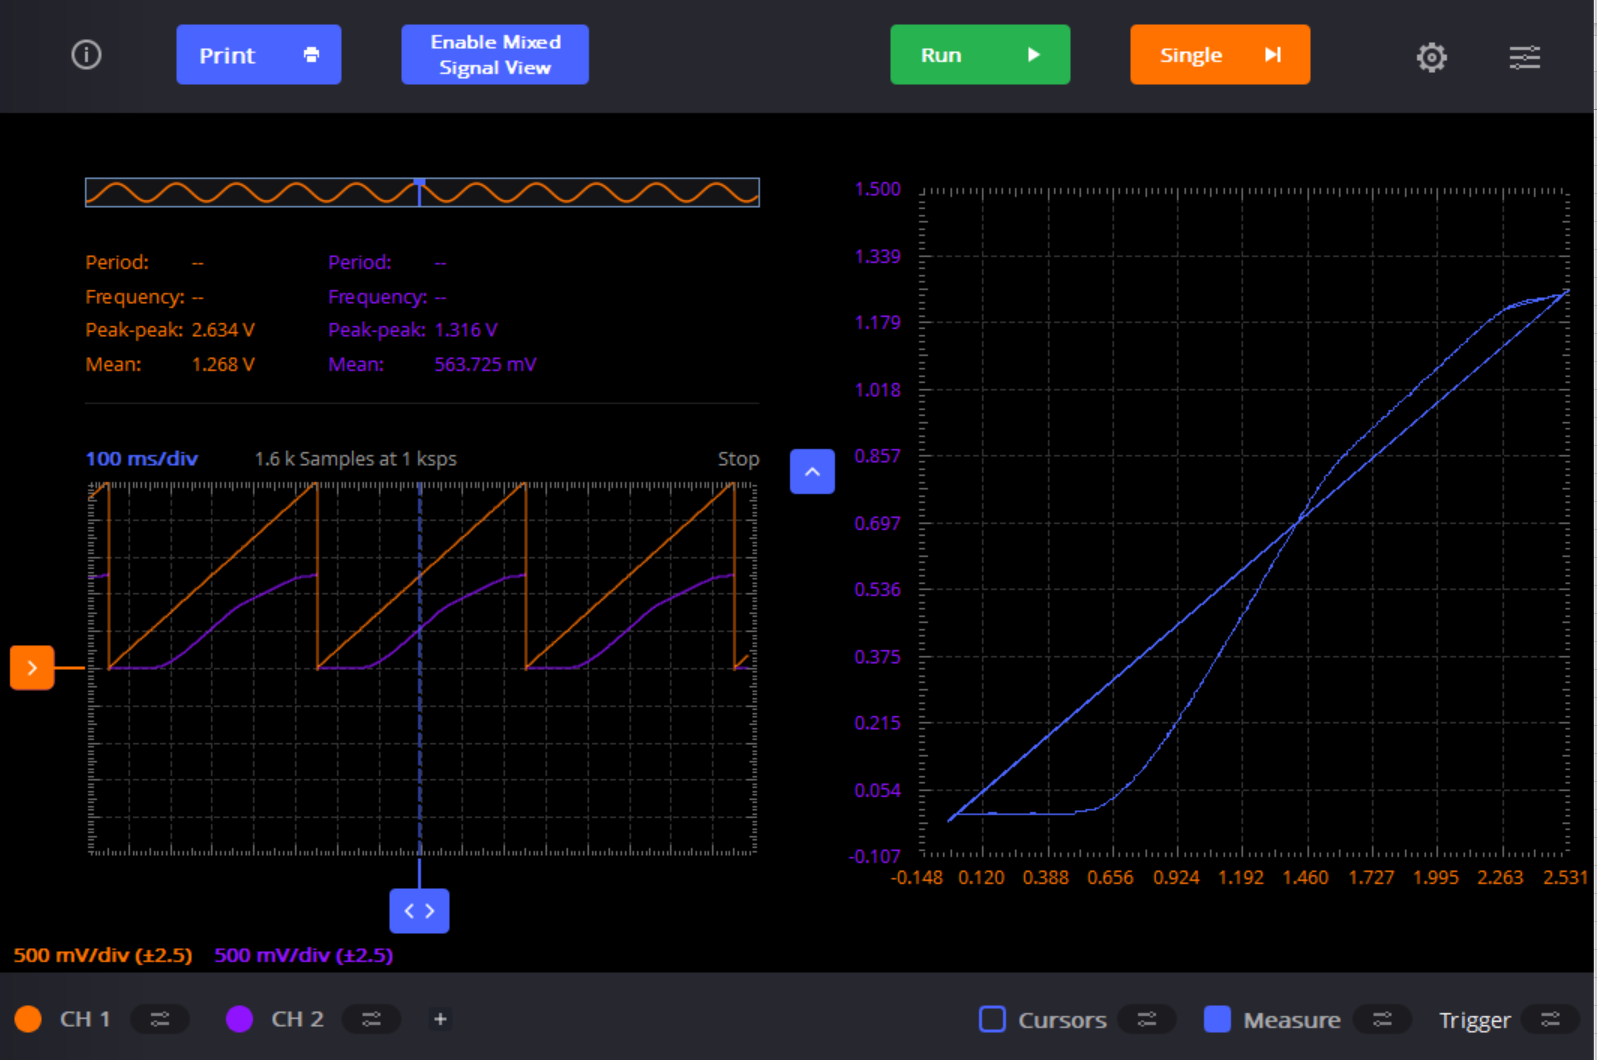 Print
Enable Mixed
Signal View
Run
Single
Period: -- Period: --
Frequency: -- Frequency: --
Peak-peak: 2.634 V Peak-peak: 1.316 V
Mean: 1.268 V Mean: 563.725 mV
100 ms/div 1.6 k Samples at 1 ksps Stop
1.500
1.339
1.179
1.018
0.857
0.697
0.536
0.375
0.215
0.054
-0.107
-0.148 0.120 0.388 0.656 0.924 1.192 1.460 1.727 1.995 2.263 2.531
500 mV/div (±2.5) 500 mV/div (±2.5)
CH 1 CH 2 + Cursors Measure Trigger